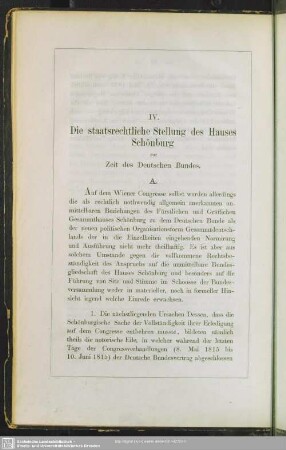 IV.
Die staatsrechtliche Stellung des Hauses
Schönburg
zur
Zeit des Deutschen Bundes.
A.
Auf dem Wiener Congresse selbst wurden allerdings
die als rechtlich nothwendig allgemein anerkannten un-
mittelbaren Beziehungen des Fürstlichen und Gräflichen
Gesammthauses Schönburg zu dem Deutschen Bunde als
der neuen politischen Organisationsform Gesammtdeutsch-
lands der in die Einzelheiten eingehenden Normirung
und Ausführung nicht mehr theilhaftig. Es ist aber aus
solchem Umstande gegen die vollkommene Rechtsbe-
standigkeit des Anspruchs auf die unmittelbare Bundes-
gliedschaft des Hauses Schönburg und besonders auf die
Führung von Sitz und Stimme im Schoosse der Bundes-
versammlung weder in materieller, noch in formeller Hin-
sicht irgend welche Einrede erwachsen.
1. Die nächstliegenden Ursachen Dessen, dass die
Schönburgische Sache der Vollständigkeit ihrer Erledigung
auf dem Congresse entbehren musste, bildeten nämlich
theils die notorische Eile, in welcher während der letzten
Tage der Congressverhandlungen (8. Mai 1815 bis
10. Juni 1815) der Deutsche Bundesvertrag abgeschlossen